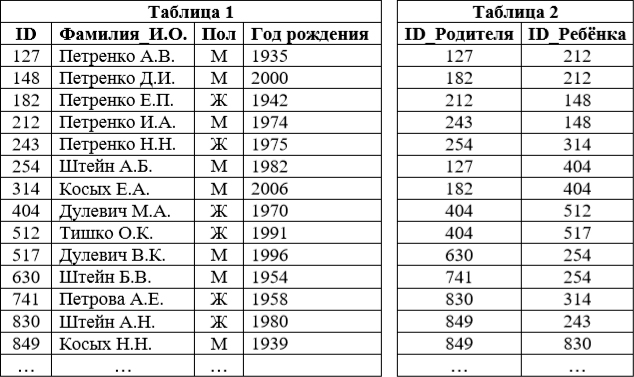 Таблица 1 Таблица 2
ID Фамилия_И.О. Пол Год рождения ID_Родителя ID_Ребёнка
127 Петренко А.В. М 1935 127 212
148 Петренко Д.И. М 2000 182 212
182 Петренко Е.П. Ж 1942 212 148
212 Петренко И.А. М 1974 243 148
243 Петренко Н.Н. Ж 1975 254 314
254 Штейн А.Б. М 1982 127 404
314 Косых Е.А. М 2006 182 404
404 Дулевич М.А. Ж 1970 404 512
512 Тишко О.К. Ж 1991 404 517
517 Дулевич В.К. М 1996 630 254
630 Штейн Б.В. М 1954 741 254
741 Петрова А.Е. Ж 1958 830 314
830 Штейн А.Н. Ж 1980 849 243
849 Косых Н.Н. М 1939 849 830
… … … … …